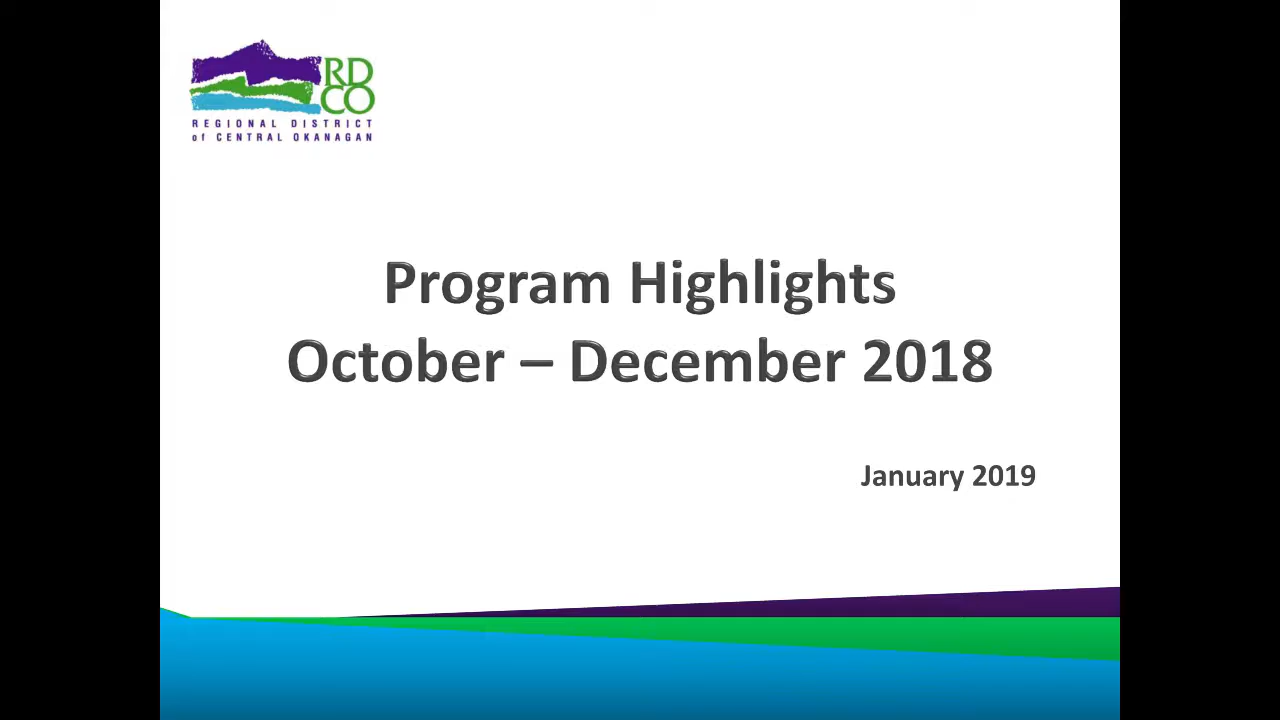 RD
CO
REGIONAL DISTRICT
of CENTRAL OKANAGAN
Program Highlights
October – December 2018
January 2019